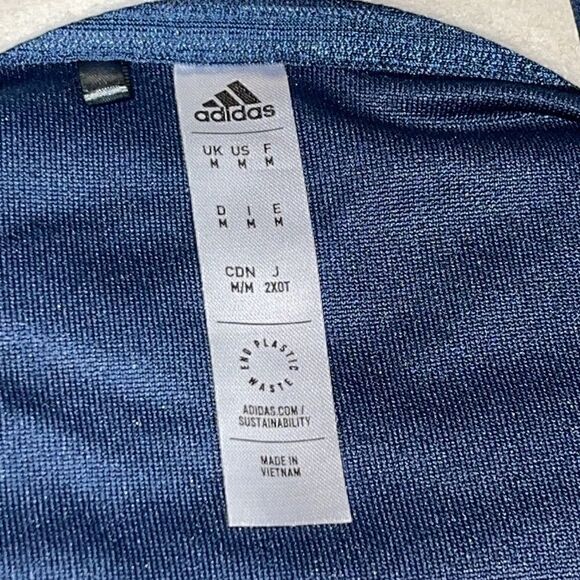 adidas
UK US F
M M M
D I E
M M M
CDN J
M/M 2XOT
END PLASTIC WASTE
ADIDAS.COM/
SUSTAINABILITY
MADE IN
VIETNAM